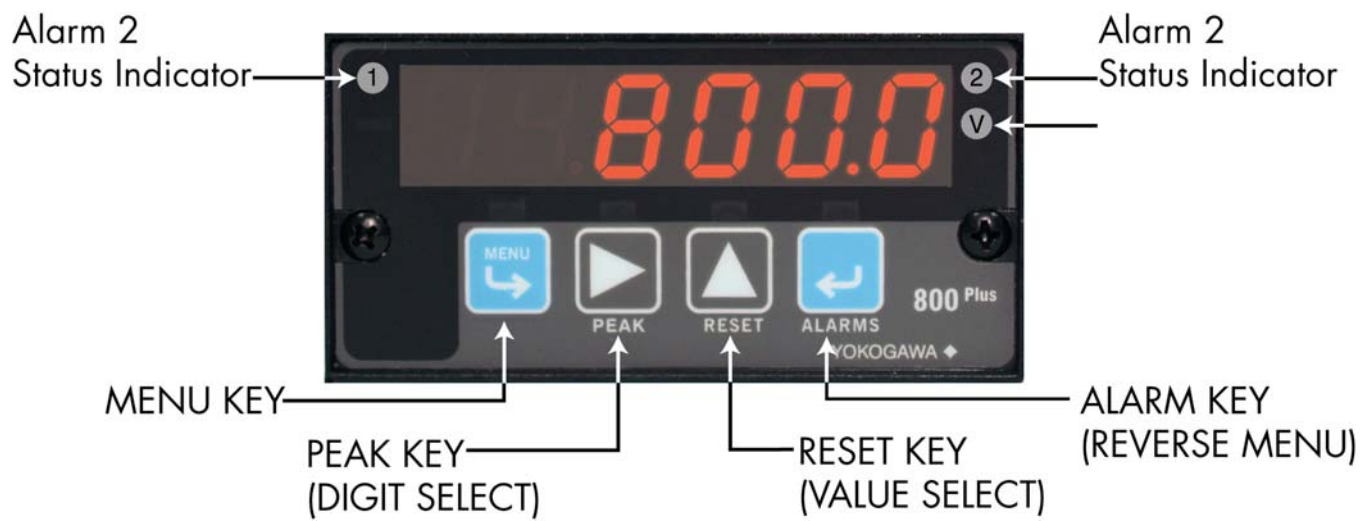 Alarm 2
Status Indicator
Alarm 2
Status Indicator
1
800.0
2
V
MENU
PEAK
RESET
ALARMS
800 Plus
YOKOGAWA
MENU KEY
PEAK KEY
(DIGIT SELECT)
RESET KEY
(VALUE SELECT)
ALARM KEY
(REVERSE MENU)